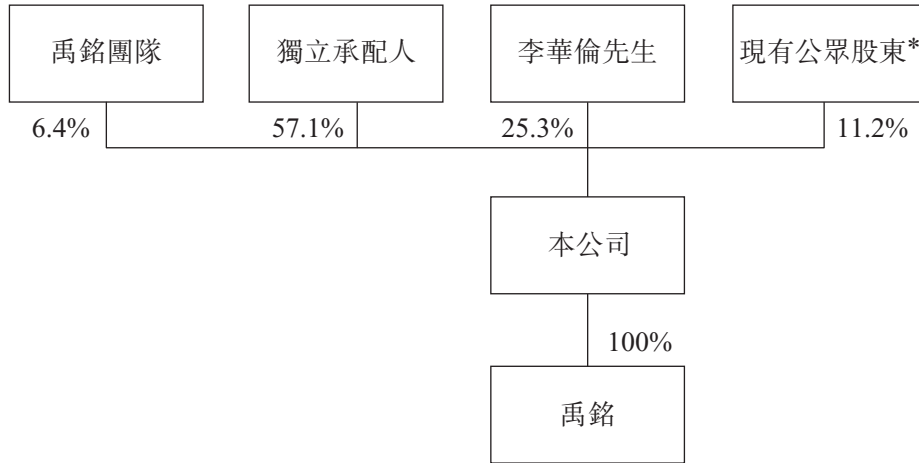 禹銘團隊
獨立承配人
李華倫先生
現有公眾股東*
6.4%
57.1%
25.3%
11.2%
本公司
100%
禹銘